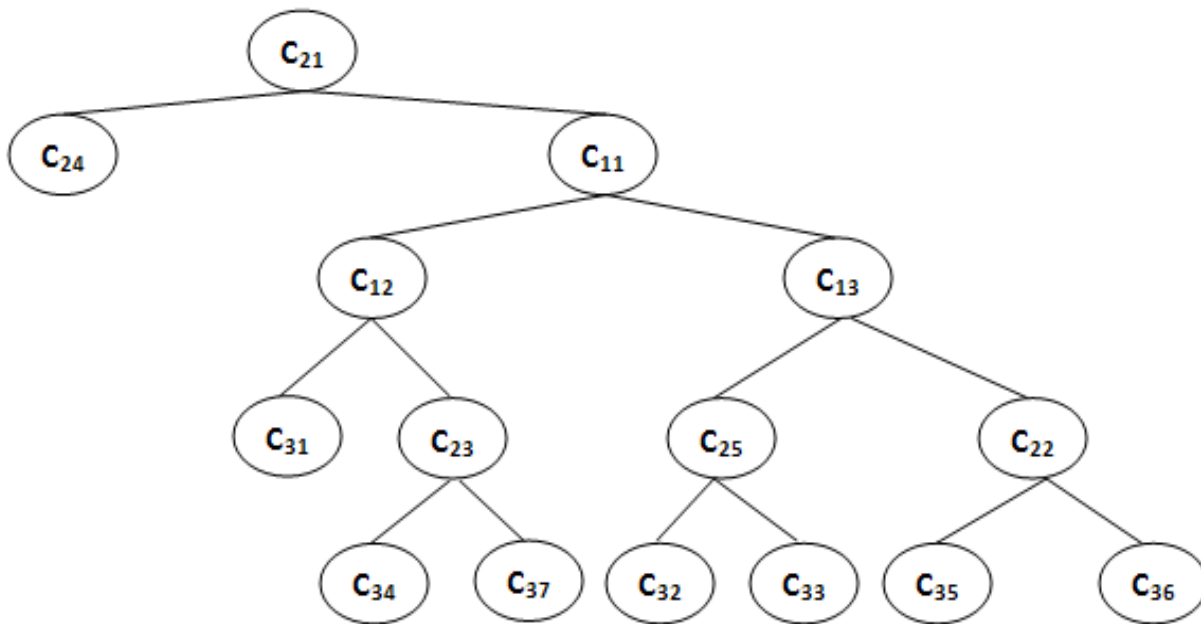 C₂₁
C₂₄ C₁₁
C₁₂ C₁₃
C₃₁ C₂₃ C₂₅ C₂₂
C₃₄ C₃₇ C₃₂ C₃₃ C₃₅ C₃₆